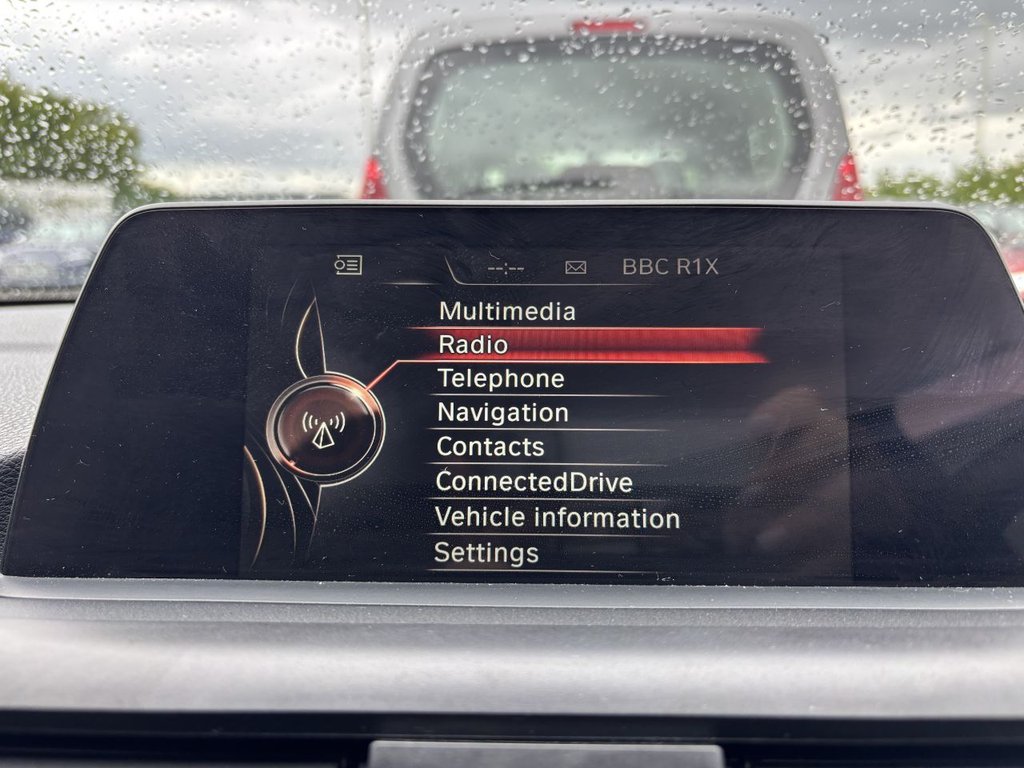 --:-- BBC R1X
Multimedia
Radio
Telephone
Navigation
Contacts
ConnectedDrive
Vehicle information
Settings